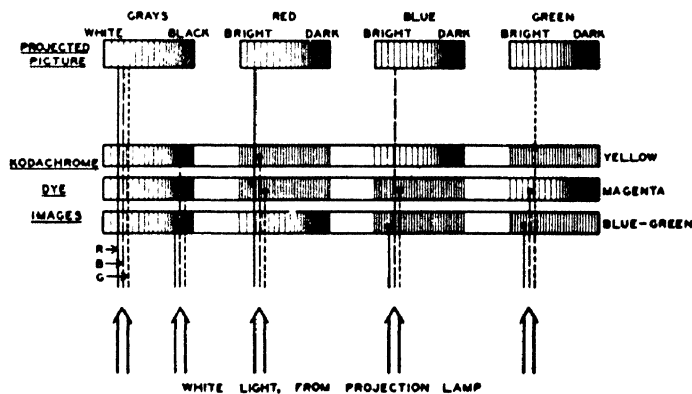 GRAYS RED BLUE GREEN
WHITE BLACK BRIGHT DARK BRIGHT DARK BRIGHT DARK
PROJECTED
PICTURE
YELLOW
KODACHROME
DYE MAGENTA
IMAGES
BLUE-GREEN
R
B
G
WHITE LIGHT, FROM PROJECTION LAMP